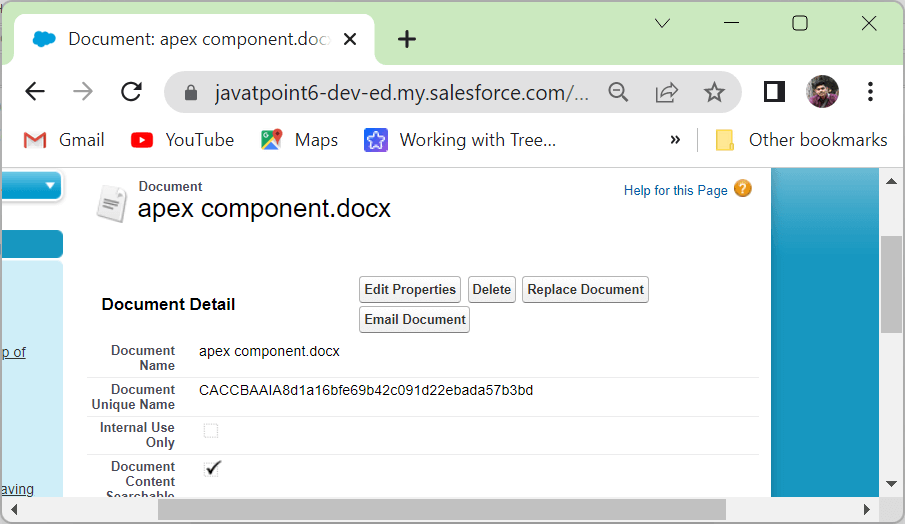 Document: apex component.doc
javatpoint6-dev-ed.my.salesforce.com/...
Gmail YouTube Maps Working with Tree... » Other bookmarks
Document
apex component.docx
Help for this Page ?
Document Detail
Edit Properties Delete Replace Document
Email Document
Document
Name
apex component.docx
Document
Unique Name
CACCBAAIA8d1a16bfe69b42c091d22ebada57b3bd
Internal Use
Only
Document
Content
Searchable
p of
aving